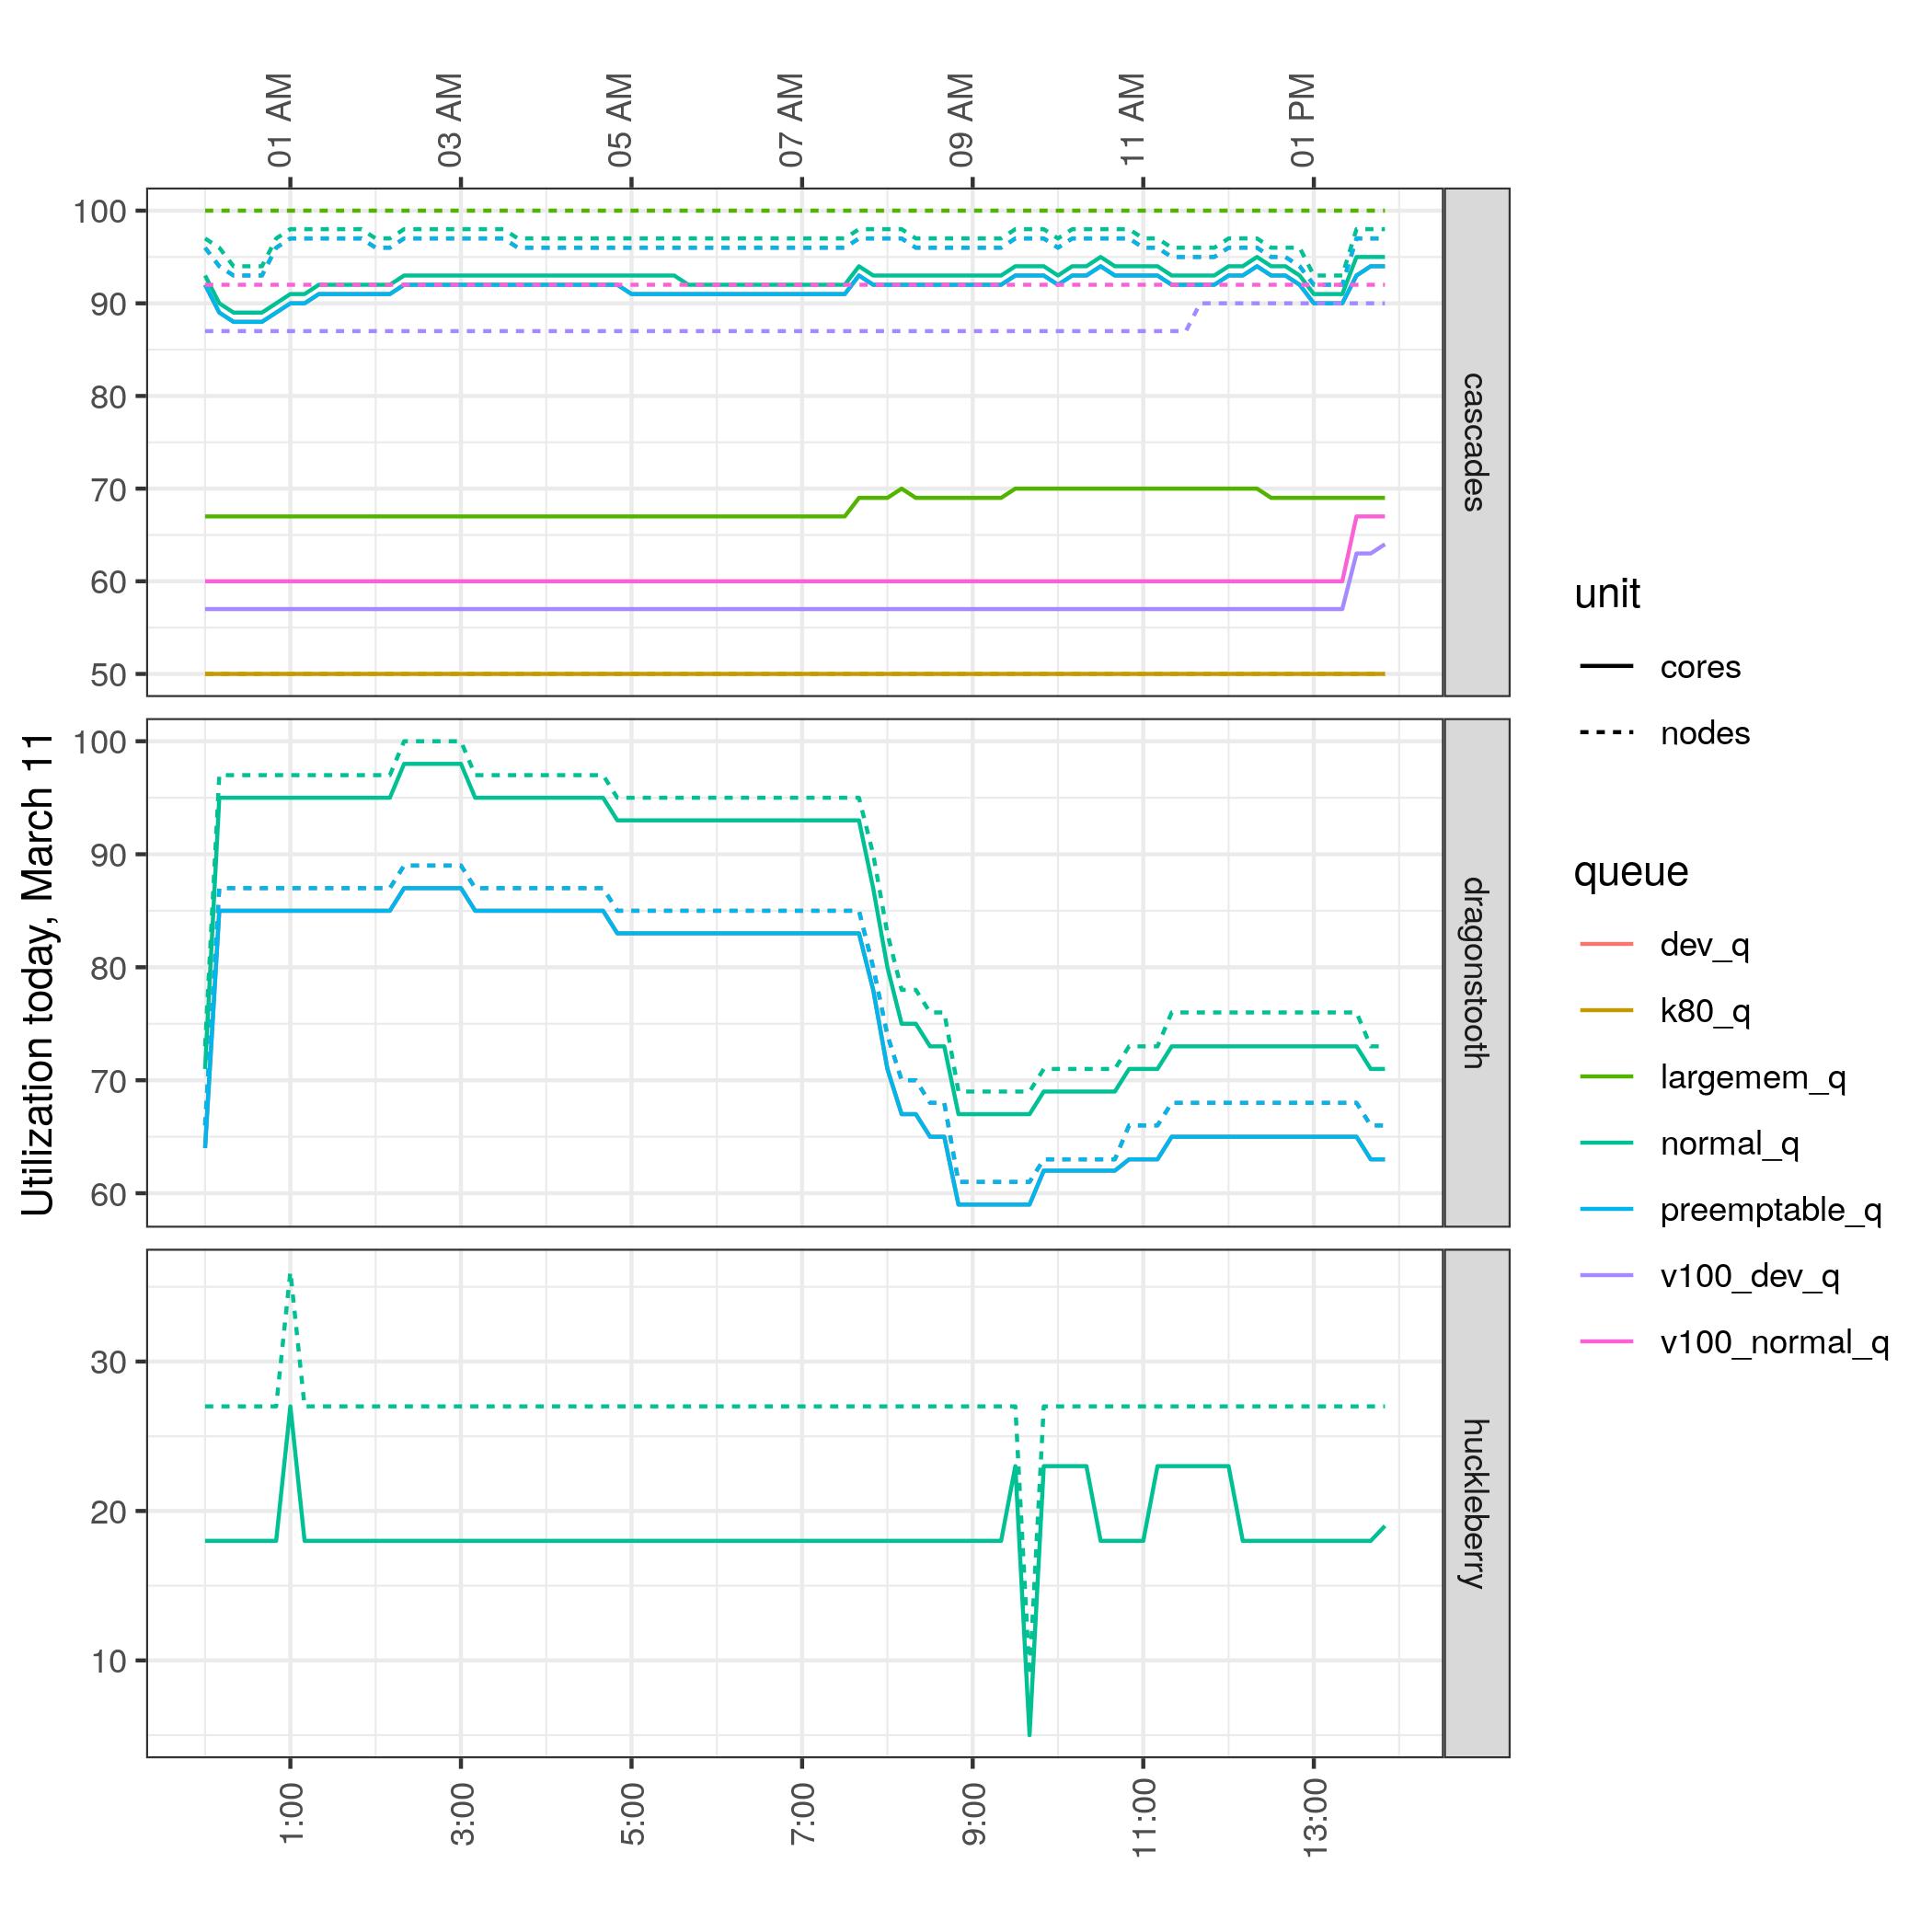 01 AM
03 AM
05 AM
07 AM
09 AM
11 AM
01 PM
Utilization today, March 11
100
90
80
70
60
50
cascades
100
90
80
70
60
dragonstooth
30
20
10
huckleberry
1:00
3:00
5:00
7:00
9:00
11:00
13:00
unit
cores
nodes
queue
dev_q
k80_q
largemem_q
normal_q
preemptable_q
v100_dev_q
v100_normal_q